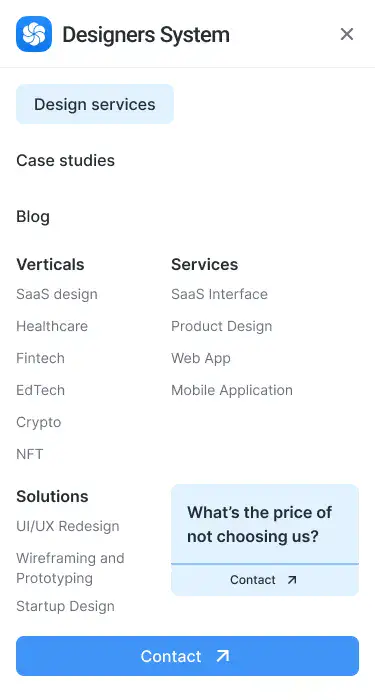 Designers System
Design services
Case studies
Blog
Verticals
SaaS design
Healthcare
Fintech
EdTech
Crypto
NFT
Services
SaaS Interface
Product Design
Web App
Mobile Application
Solutions
UI/UX Redesign
Wireframing and
Prototyping
Startup Design
What’s the price of
not choosing us?
Contact
Contact